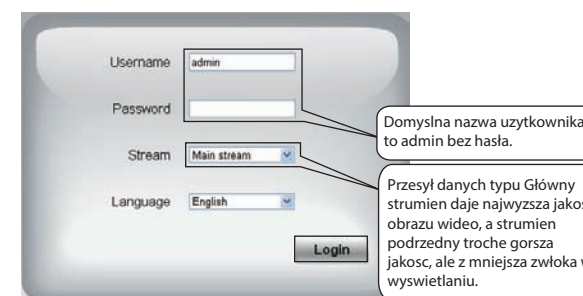 Username admin
Password
Stream Main stream
Language English
Login
Domyslna nazwa uzytkownika
to admin bez hasła.
Przesył danych typu Główny
strumien daje najwyzsza
obrazu wideo, a strumien
podrzedny troche gorsza
jakosc, ale z mniejsza zwłoka
wyswietlaniu.